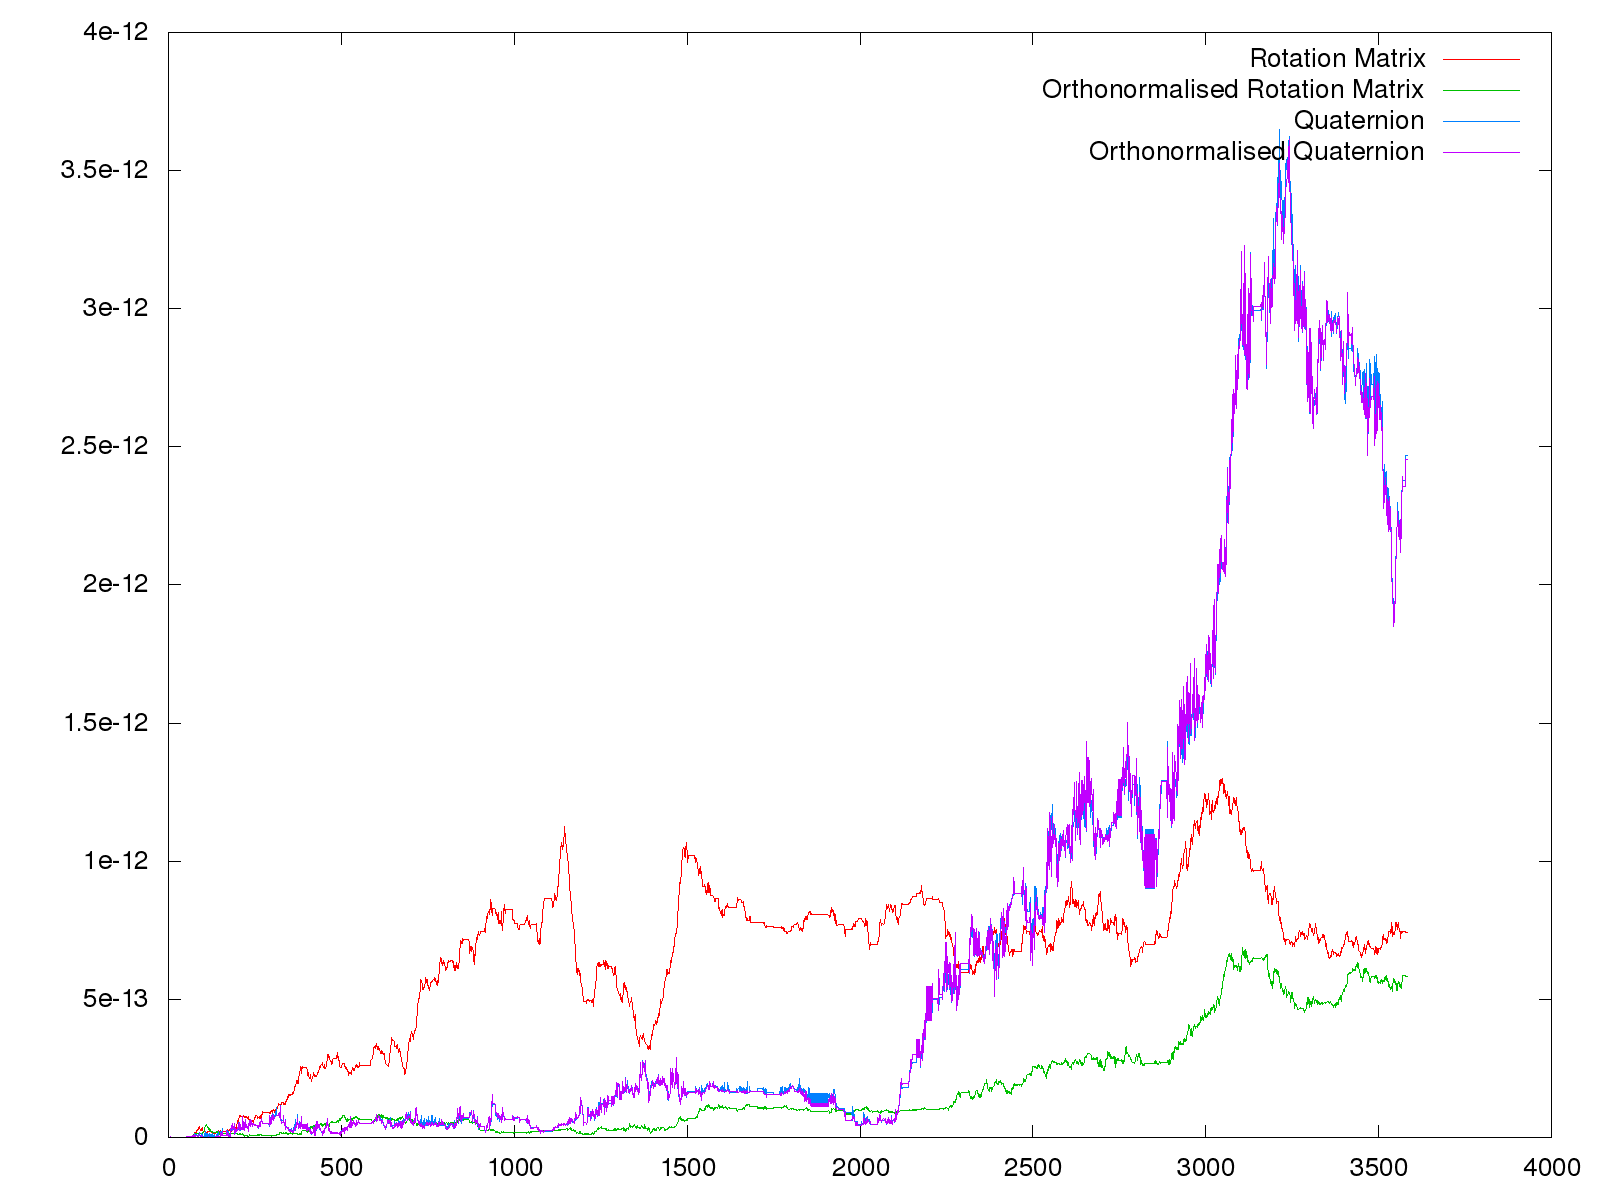 4e-12
3.5e-12
3e-12
2.5e-12
2e-12
1.5e-12
1e-12
5e-13
0
0 500 1000 1500 2000 2500 3000 3500 4000
Rotation Matrix
Orthonormalised Rotation Matrix
Quaternion
Orthonormalised Quaternion